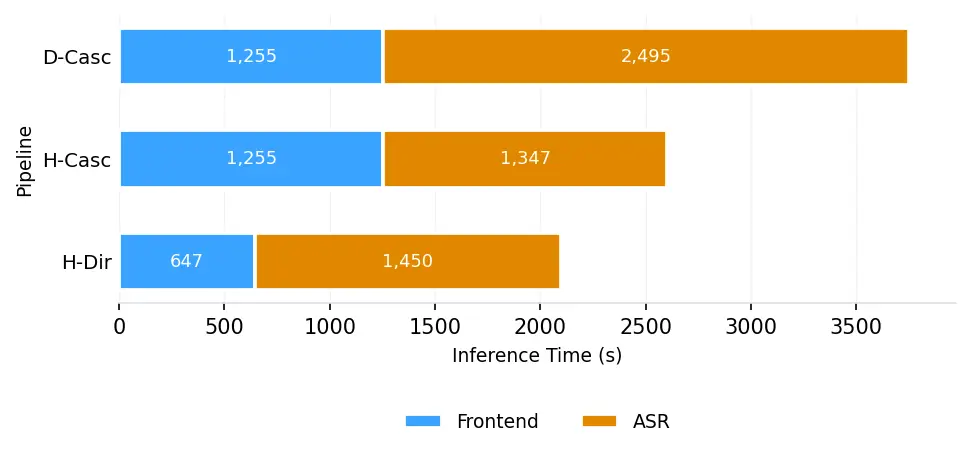 D-Casc 1,255 2,495
Pipeline
H-Casc 1,255 1,347
H-Dir 647 1,450
0 500 1000 1500 2000 2500 3000 3500
Inference Time (s)
Frontend ASR